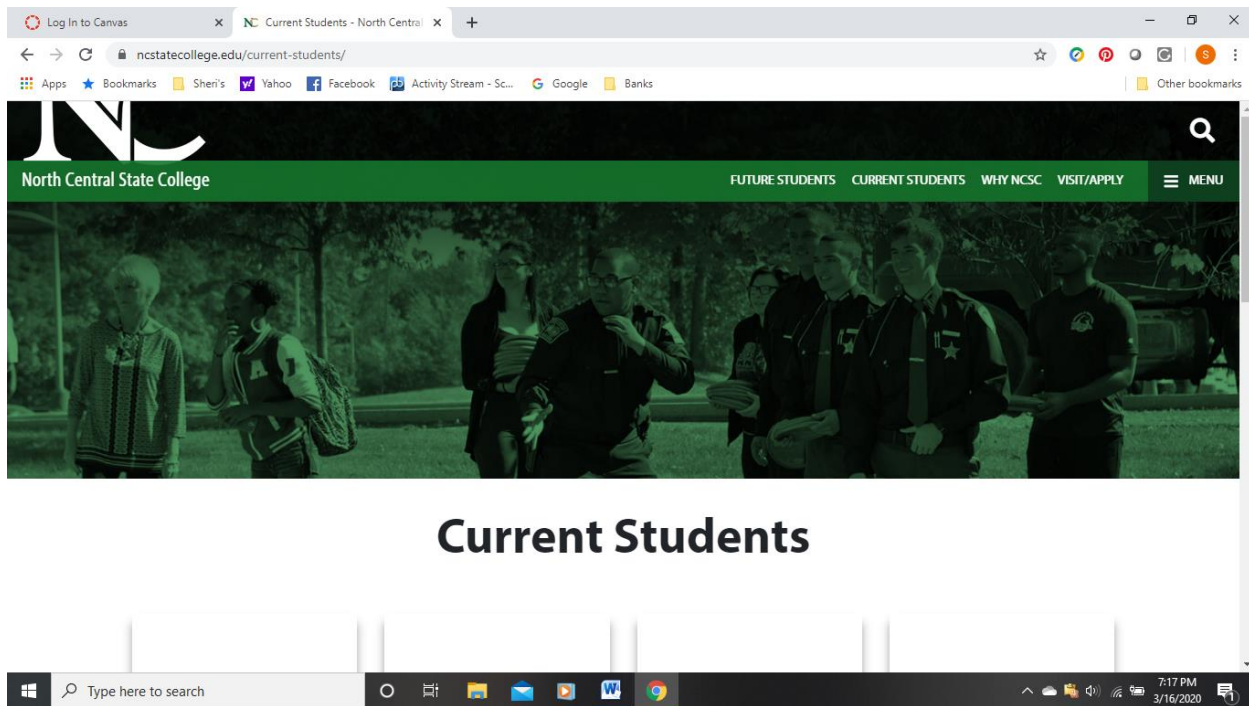 Log In to Canvas
NC Current Students - North Central
ncstatecollege.edu/current-students/
S
Apps Bookmarks Sheri's Yahoo Facebook Activity Stream - Sc... Google Banks Other bookmarks
NC
North Central State College FUTURE STUDENTS CURRENT STUDENTS WHY NCSC VISIT/APPLY MENU
Current Students
Type here to search
7:17 PM
3/16/2020